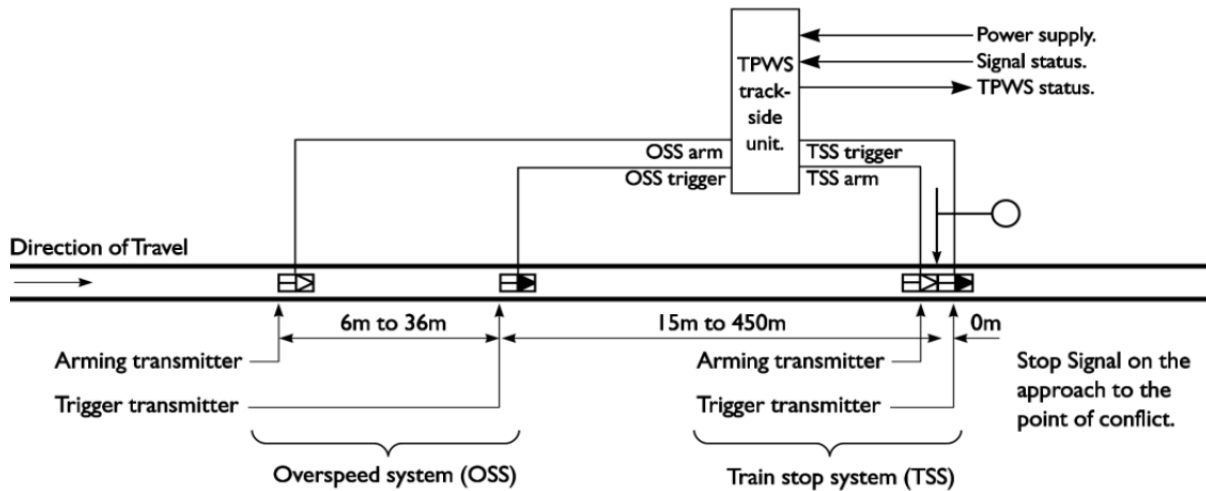 TPWS
track-
side
unit.
Power supply.
Signal status.
TPWS status.
OSS arm
OSS trigger
TSS trigger
TSS arm
Direction of Travel
6m to 36m
15m to 450m
0m
Arming transmitter
Trigger transmitter
Arming transmitter
Trigger transmitter
Stop Signal on the
approach to the
point of conflict.
Overspeed system (OSS)
Train stop system (TSS)